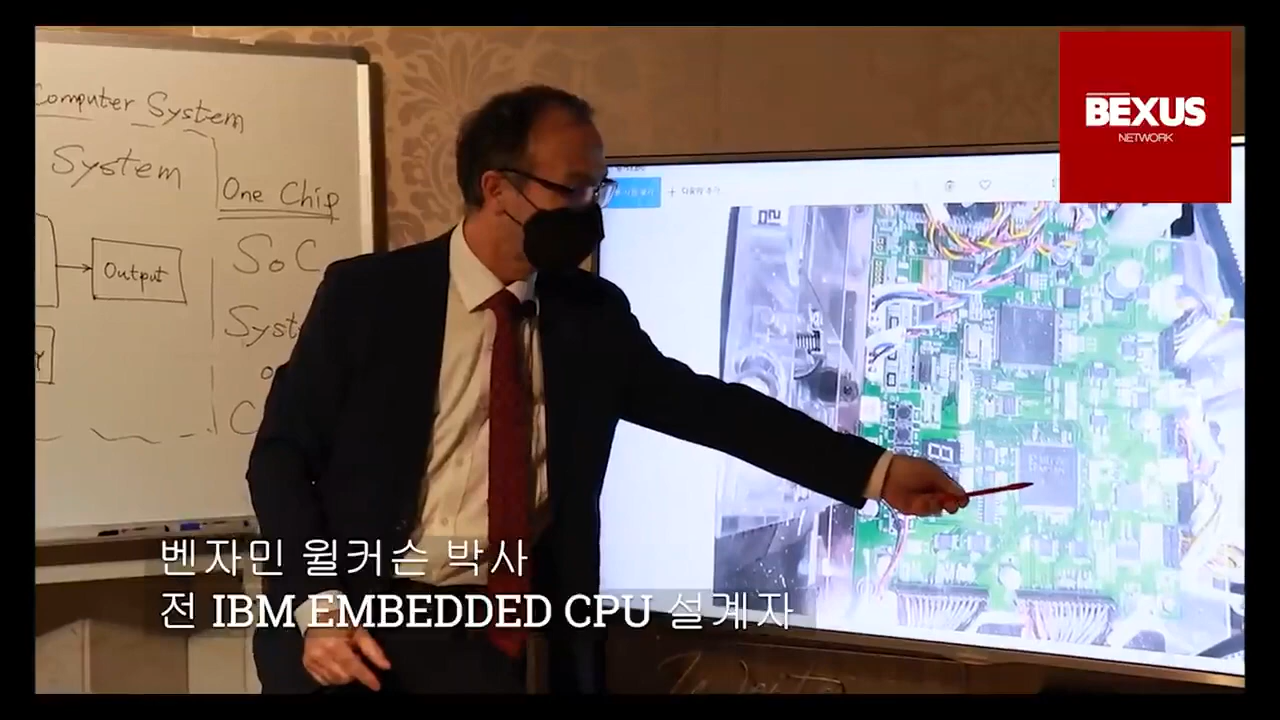 Computer System
System
One Chip
SoC
Output
BEXUS
NETWORK
벤자민 윌커슨 박사
전 IBM EMBEDDED CPU 설계자